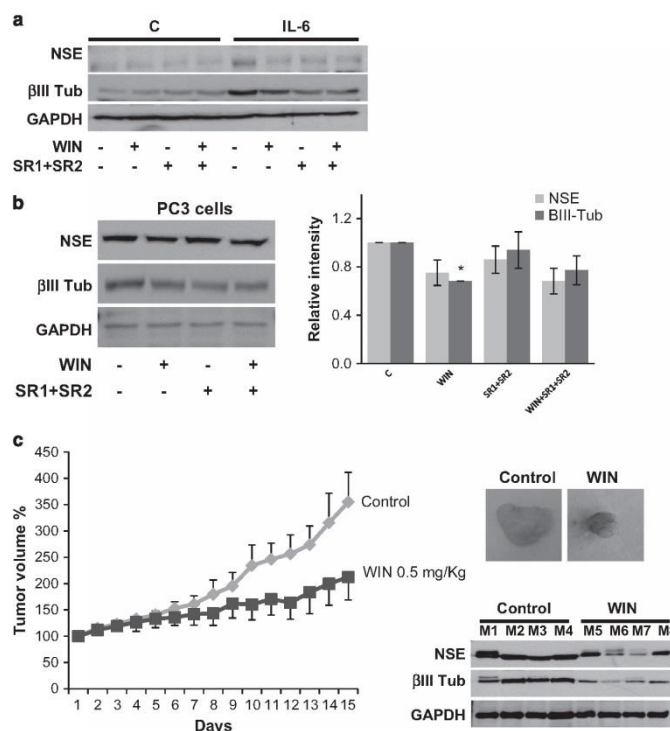 a
C IL-6
NSE
βIII Tub
GAPDH
WIN - + - + - + - +
SR1+SR2 - - + + - - + +
b
PC3 cells
NSE
βIII Tub
GAPDH
WIN - + - +
SR1+SR2 - - + +
NSE
BIII-Tub
Relative intensity
1.2
0.8
0.4
0.0
*
C WIN SR1+SR2 WIN+SR1+SR2
c
Tumor volume %
450
400
350
300
250
200
150
100
50
0
1 2 3 4 5 6 7 8 9 10 11 12 13 14 15
Days
Control
WIN 0.5 mg/Kg
Control WIN
Control WIN
M1 M2 M3 M4 M5 M6 M7
NSE
βIII Tub
GAPDH